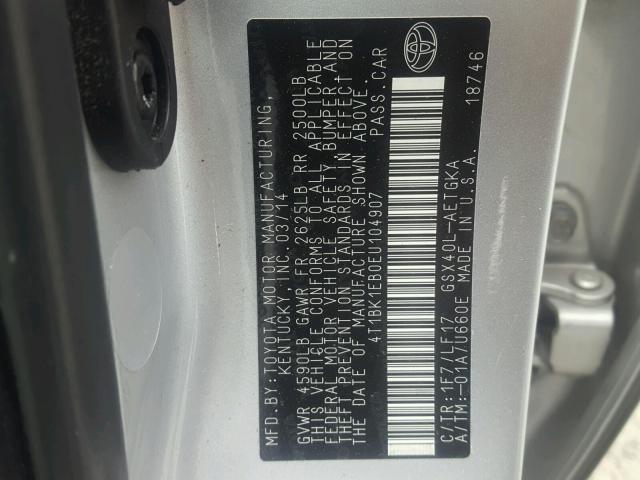 MFD.BY:TOYOTA MOTOR MANUFACTURING,
KENTUCKY,INC. 03/14
GVWR 4590LB GAWR FR 2625LB RR 2500LB
THIS VEHICLE CONFORMS TO ALL APPLICABLE
FEDERAL MOTOR VEHICLE SAFETY, BUMPER,AND
THEFT PREVENTION STANDARDS IN EFFECT ON
THE DATE OF MANUFACTURE SHOWN ABOVE.
4T1BK1EB0EU104907 PASS.CAR
C/TR:1F7/LF17 GSX40L-AETGKA
A/TM:-01A/U660E MADE IN U.S.A.
18746